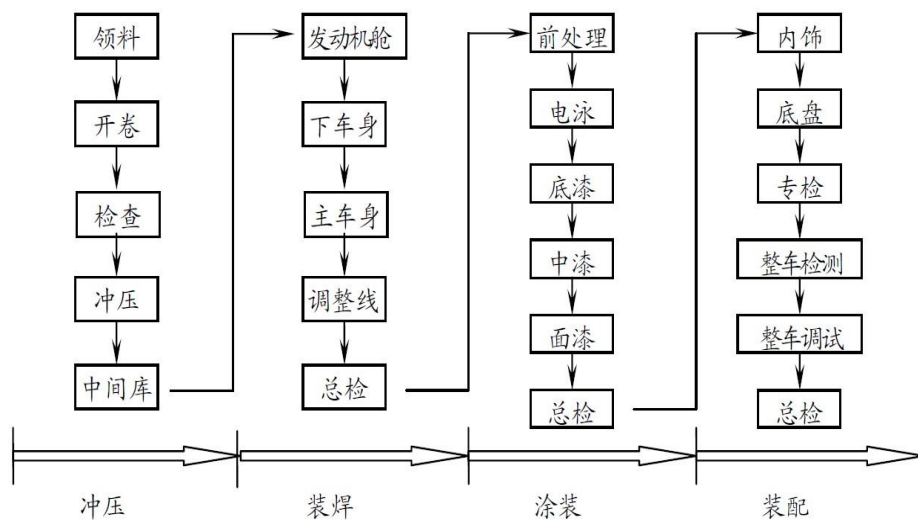 领料
开卷
检查
冲压
中间库
发动机舱
下车身
主车身
调整线
总检
前处理
电泳
底漆
中漆
面漆
总检
内饰
底盘
专检
整车检测
整车调试
总检
冲压
装焊
涂装
装配